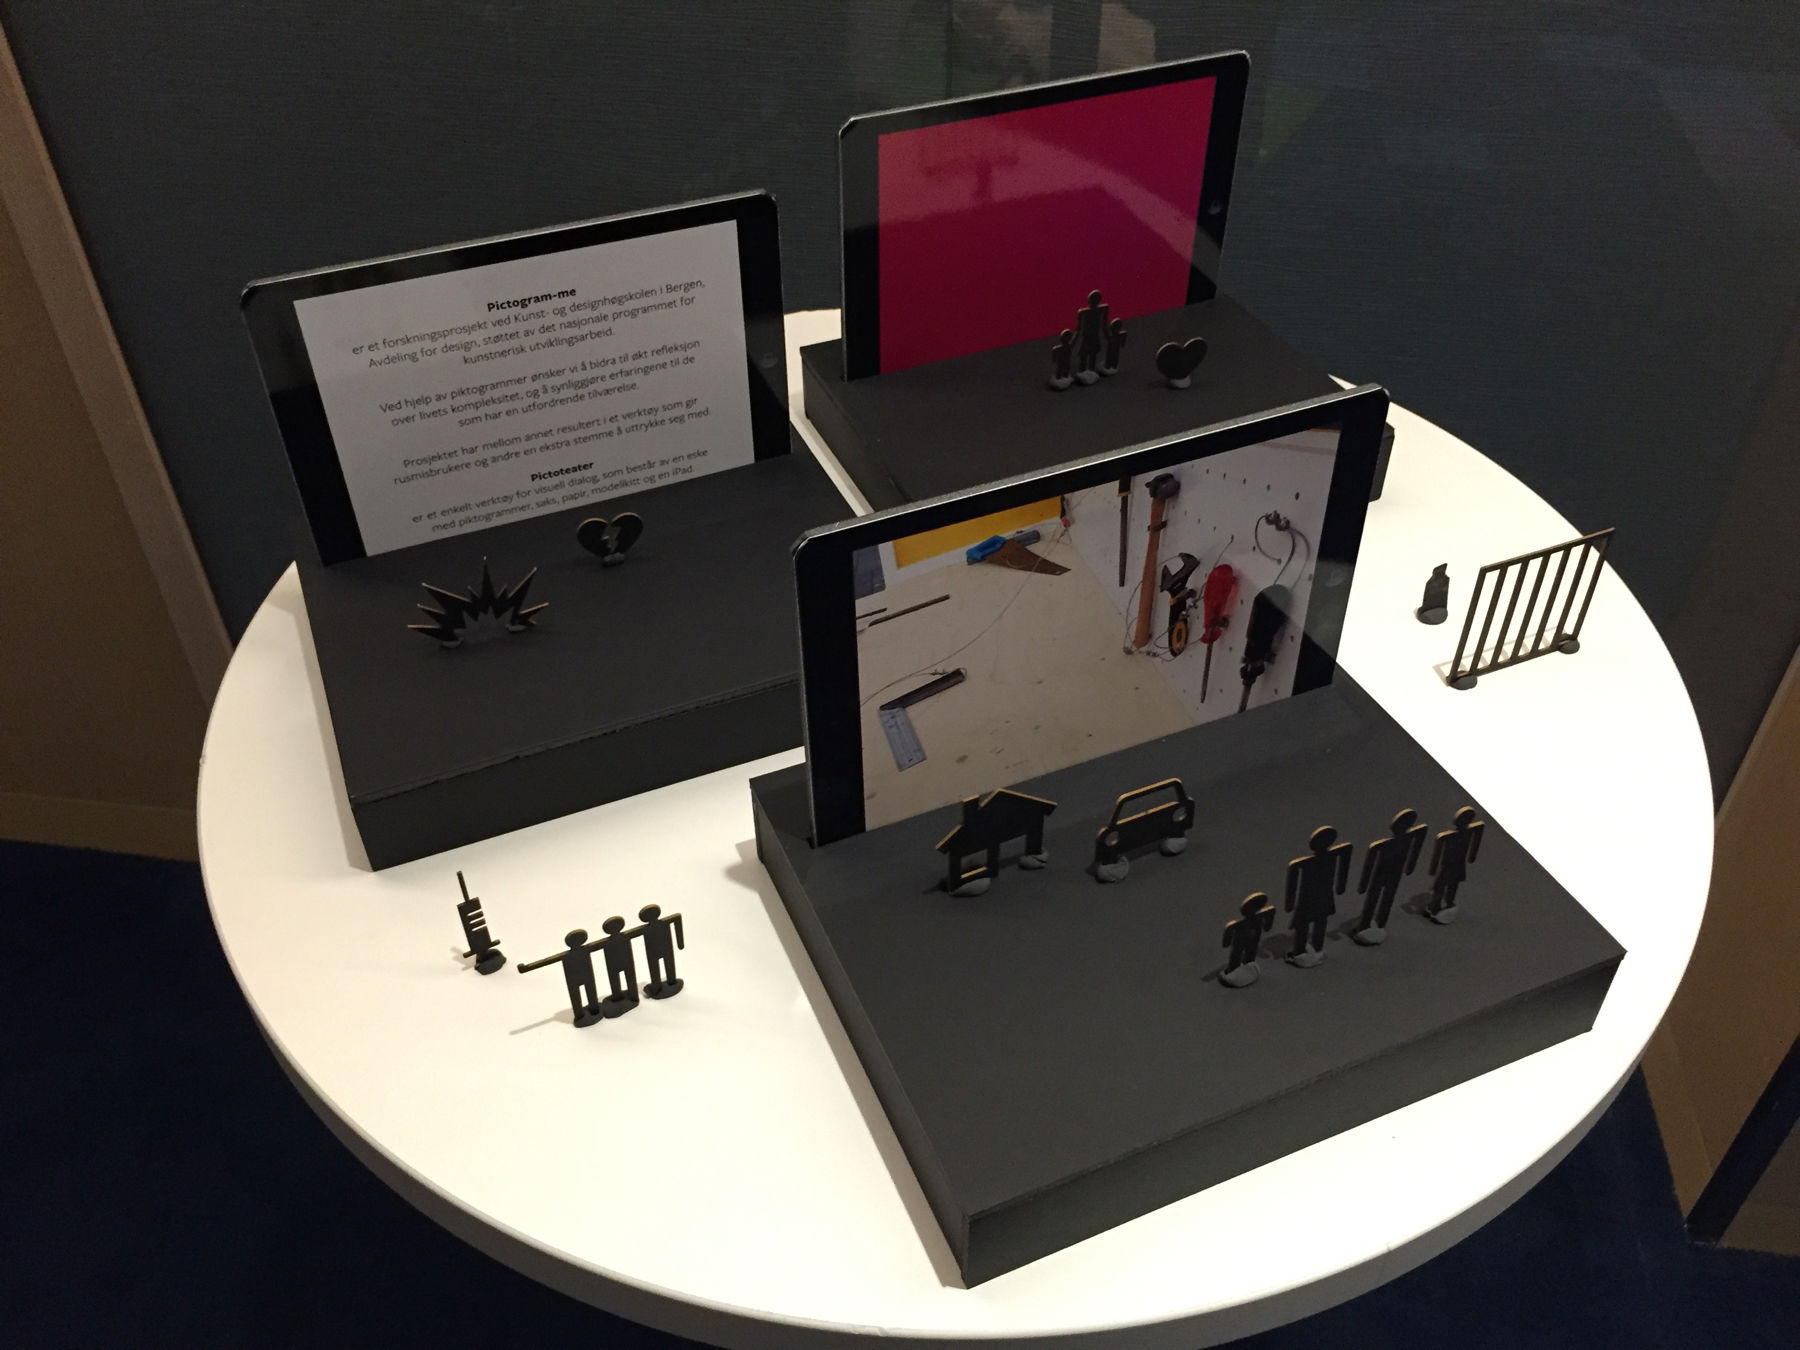 Pictogram-me
er et forskningsprosjekt ved Kunst- og designhøgskolen i Bergen,
Avdeling for design, støttet av det nasjonale programmet for
kunstnerisk utviklingsarbeid.
Ved hjelp av piktogrammer ønsker vi å bidra til økt refleksjon
over livets kompleksitet, og å synliggjøre erfaringene til de
som har en utfordrende tilværelse.
Prosjektet har mellom annet resultert i et verktøy som gir
rusmisbrukere og andre en ekstra stemme å uttrykke seg med.
Pictoteater
er et enkelt verktøy for visuell dialog, som består av en eske
med piktogrammer, saks, papir, modelkitt og en iPad.